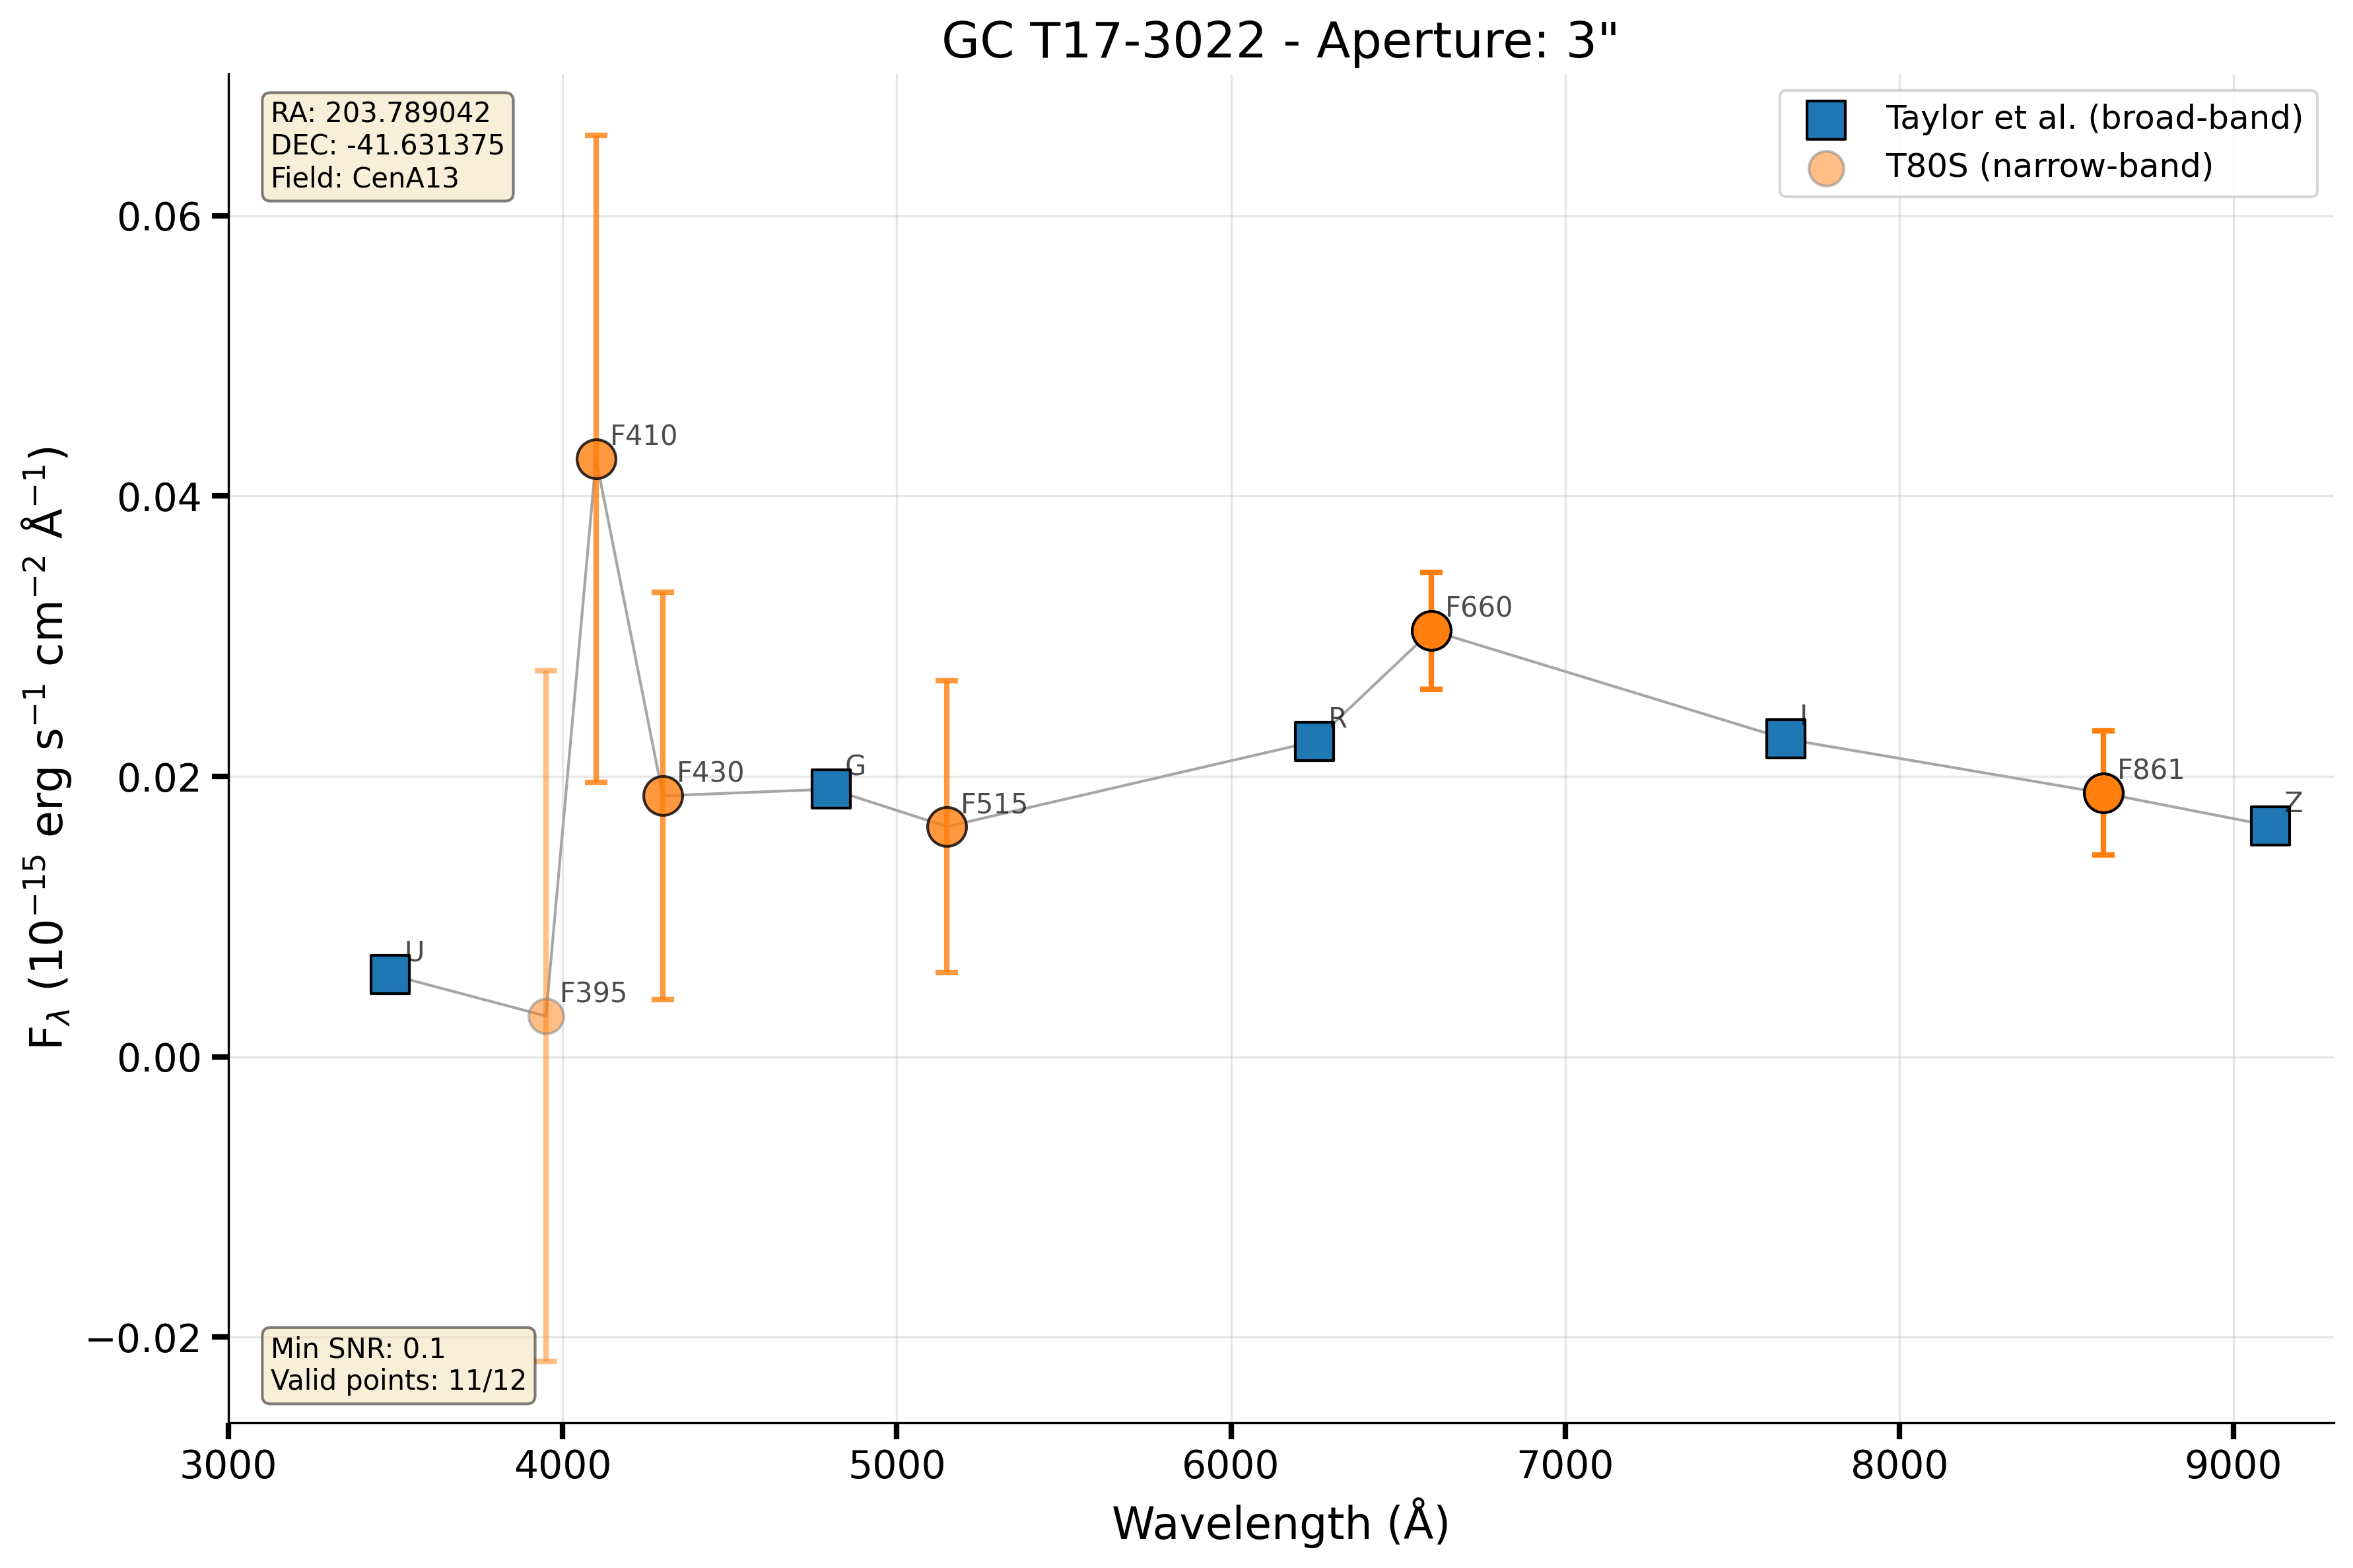 GC T17-3022 - Aperture: 3"
RA: 203.789042
DEC: -41.631375
Field: CenA13
Taylor et al. (broad-band)
T80S (narrow-band)
F_λ (10⁻¹⁵ erg s⁻¹ cm⁻² Å⁻¹)
0.06
0.04
0.02
0.00
−0.02
F410
F660
R
I
F430
G
F861
F515
Z
U
F395
Min SNR: 0.1
Valid points: 11/12
3000 4000 5000 6000 7000 8000 9000
Wavelength (Å)